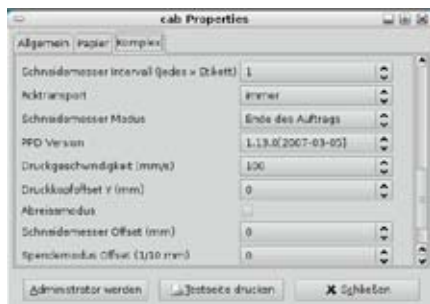 cab Properties
Allgemein Papier Komplex
Schneidemesser Intervall (jedes x Etikett) 1
Rücktransport immer
Schneidemesser Modus Ende des Auftrags
PPD Version 1.13.0[2007-03-05]
Druckgeschwindigkeit (mm/s) 100
Druckkopfoffset Y (mm) 0
Abreissmodus
Schneidemesser Offset (mm) 0
Spendemodus Offset (1/10 mm) 0
Administrator werden Testseite drucken Schließen